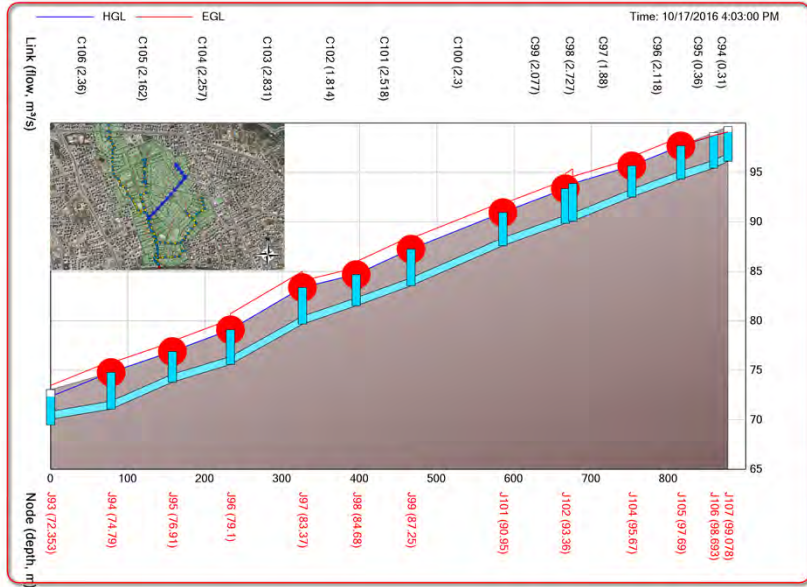 HGL
EGL
Time: 10/17/2016 4:03:00 PM
Link (flow, m³/s)
C106 (2.36)
C105 (2.162)
C104 (2.257)
C103 (2.831)
C102 (1.814)
C101 (2.518)
C100 (2.3)
C99 (2.077)
C98 (2.727)
C97 (1.88)
C96 (2.118)
C95 (0.36)
C94 (0.31)
95
90
85
80
75
70
65
0
100
200
300
400
500
600
700
800
Node (depth, m)
J93 (72.353)
J94 (74.79)
J95 (76.91)
J96 (79.1)
J97 (83.37)
J98 (84.68)
J99 (87.25)
J101 (90.95)
J102 (93.36)
J104 (95.67)
J105 (97.69)
J106 (98.693)
J107 (99.078)